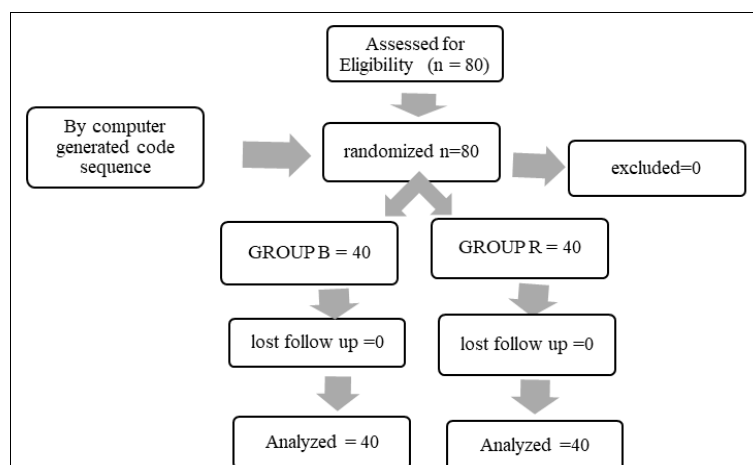 Assessed for
Eligibility (n = 80)
By computer
generated code
sequence
randomized n=80
excluded=0
GROUP B = 40
GROUP R = 40
lost follow up =0
lost follow up =0
Analyzed = 40
Analyzed =40